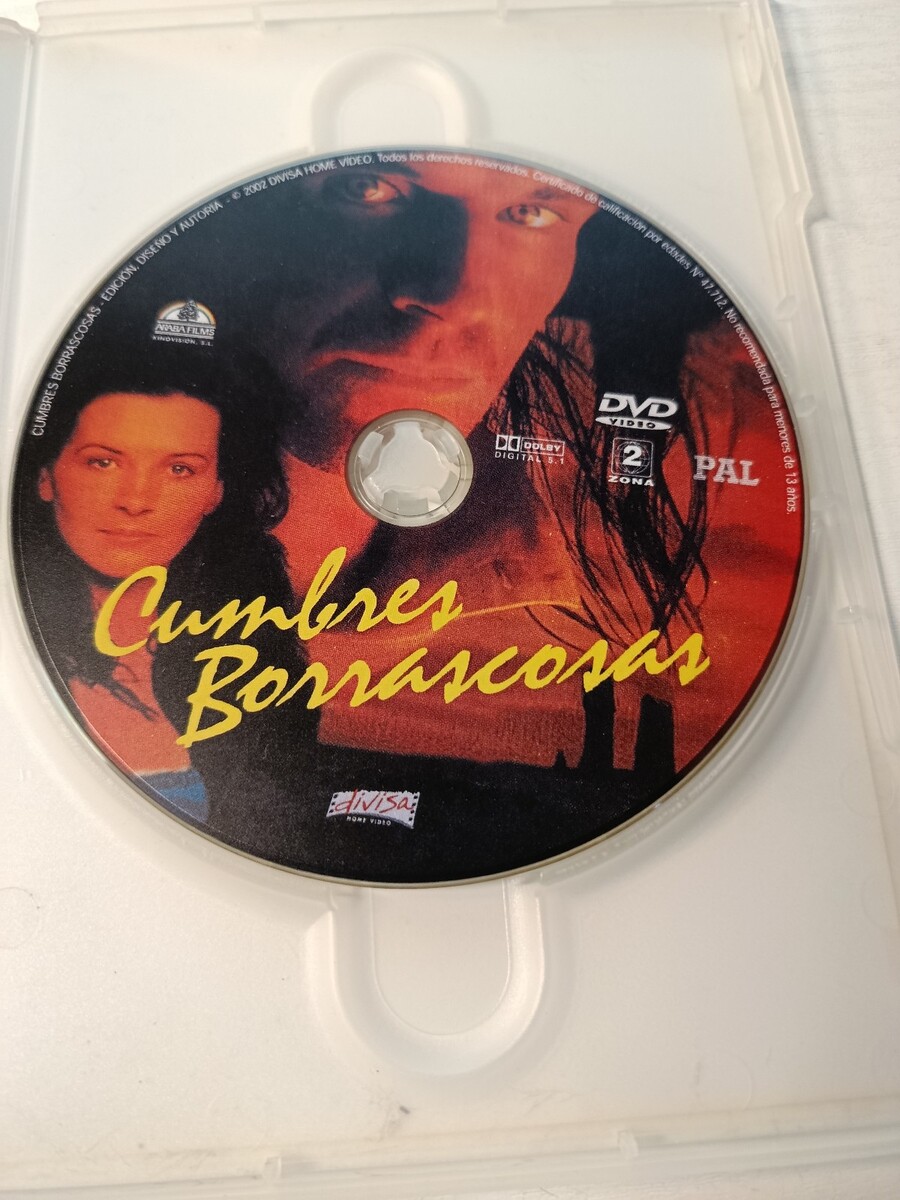 CUMBRES BORRASCOSAS - EDICIÓN, DISEÑO Y AUTORÍA - © 2002 DIVISA HOME VÍDEO. Todos los derechos reservados. Certificado de calificación por edades Nº 47.712. No recomendada para menores de 13 años.
ARABA FILMS
KINOVISION, S.L.
DVD
VIDEO
DOLBY
DIGITAL 5.1
2
ZONA
PAL
Cumbres
Borrascosas
divisa
HOME VIDEO